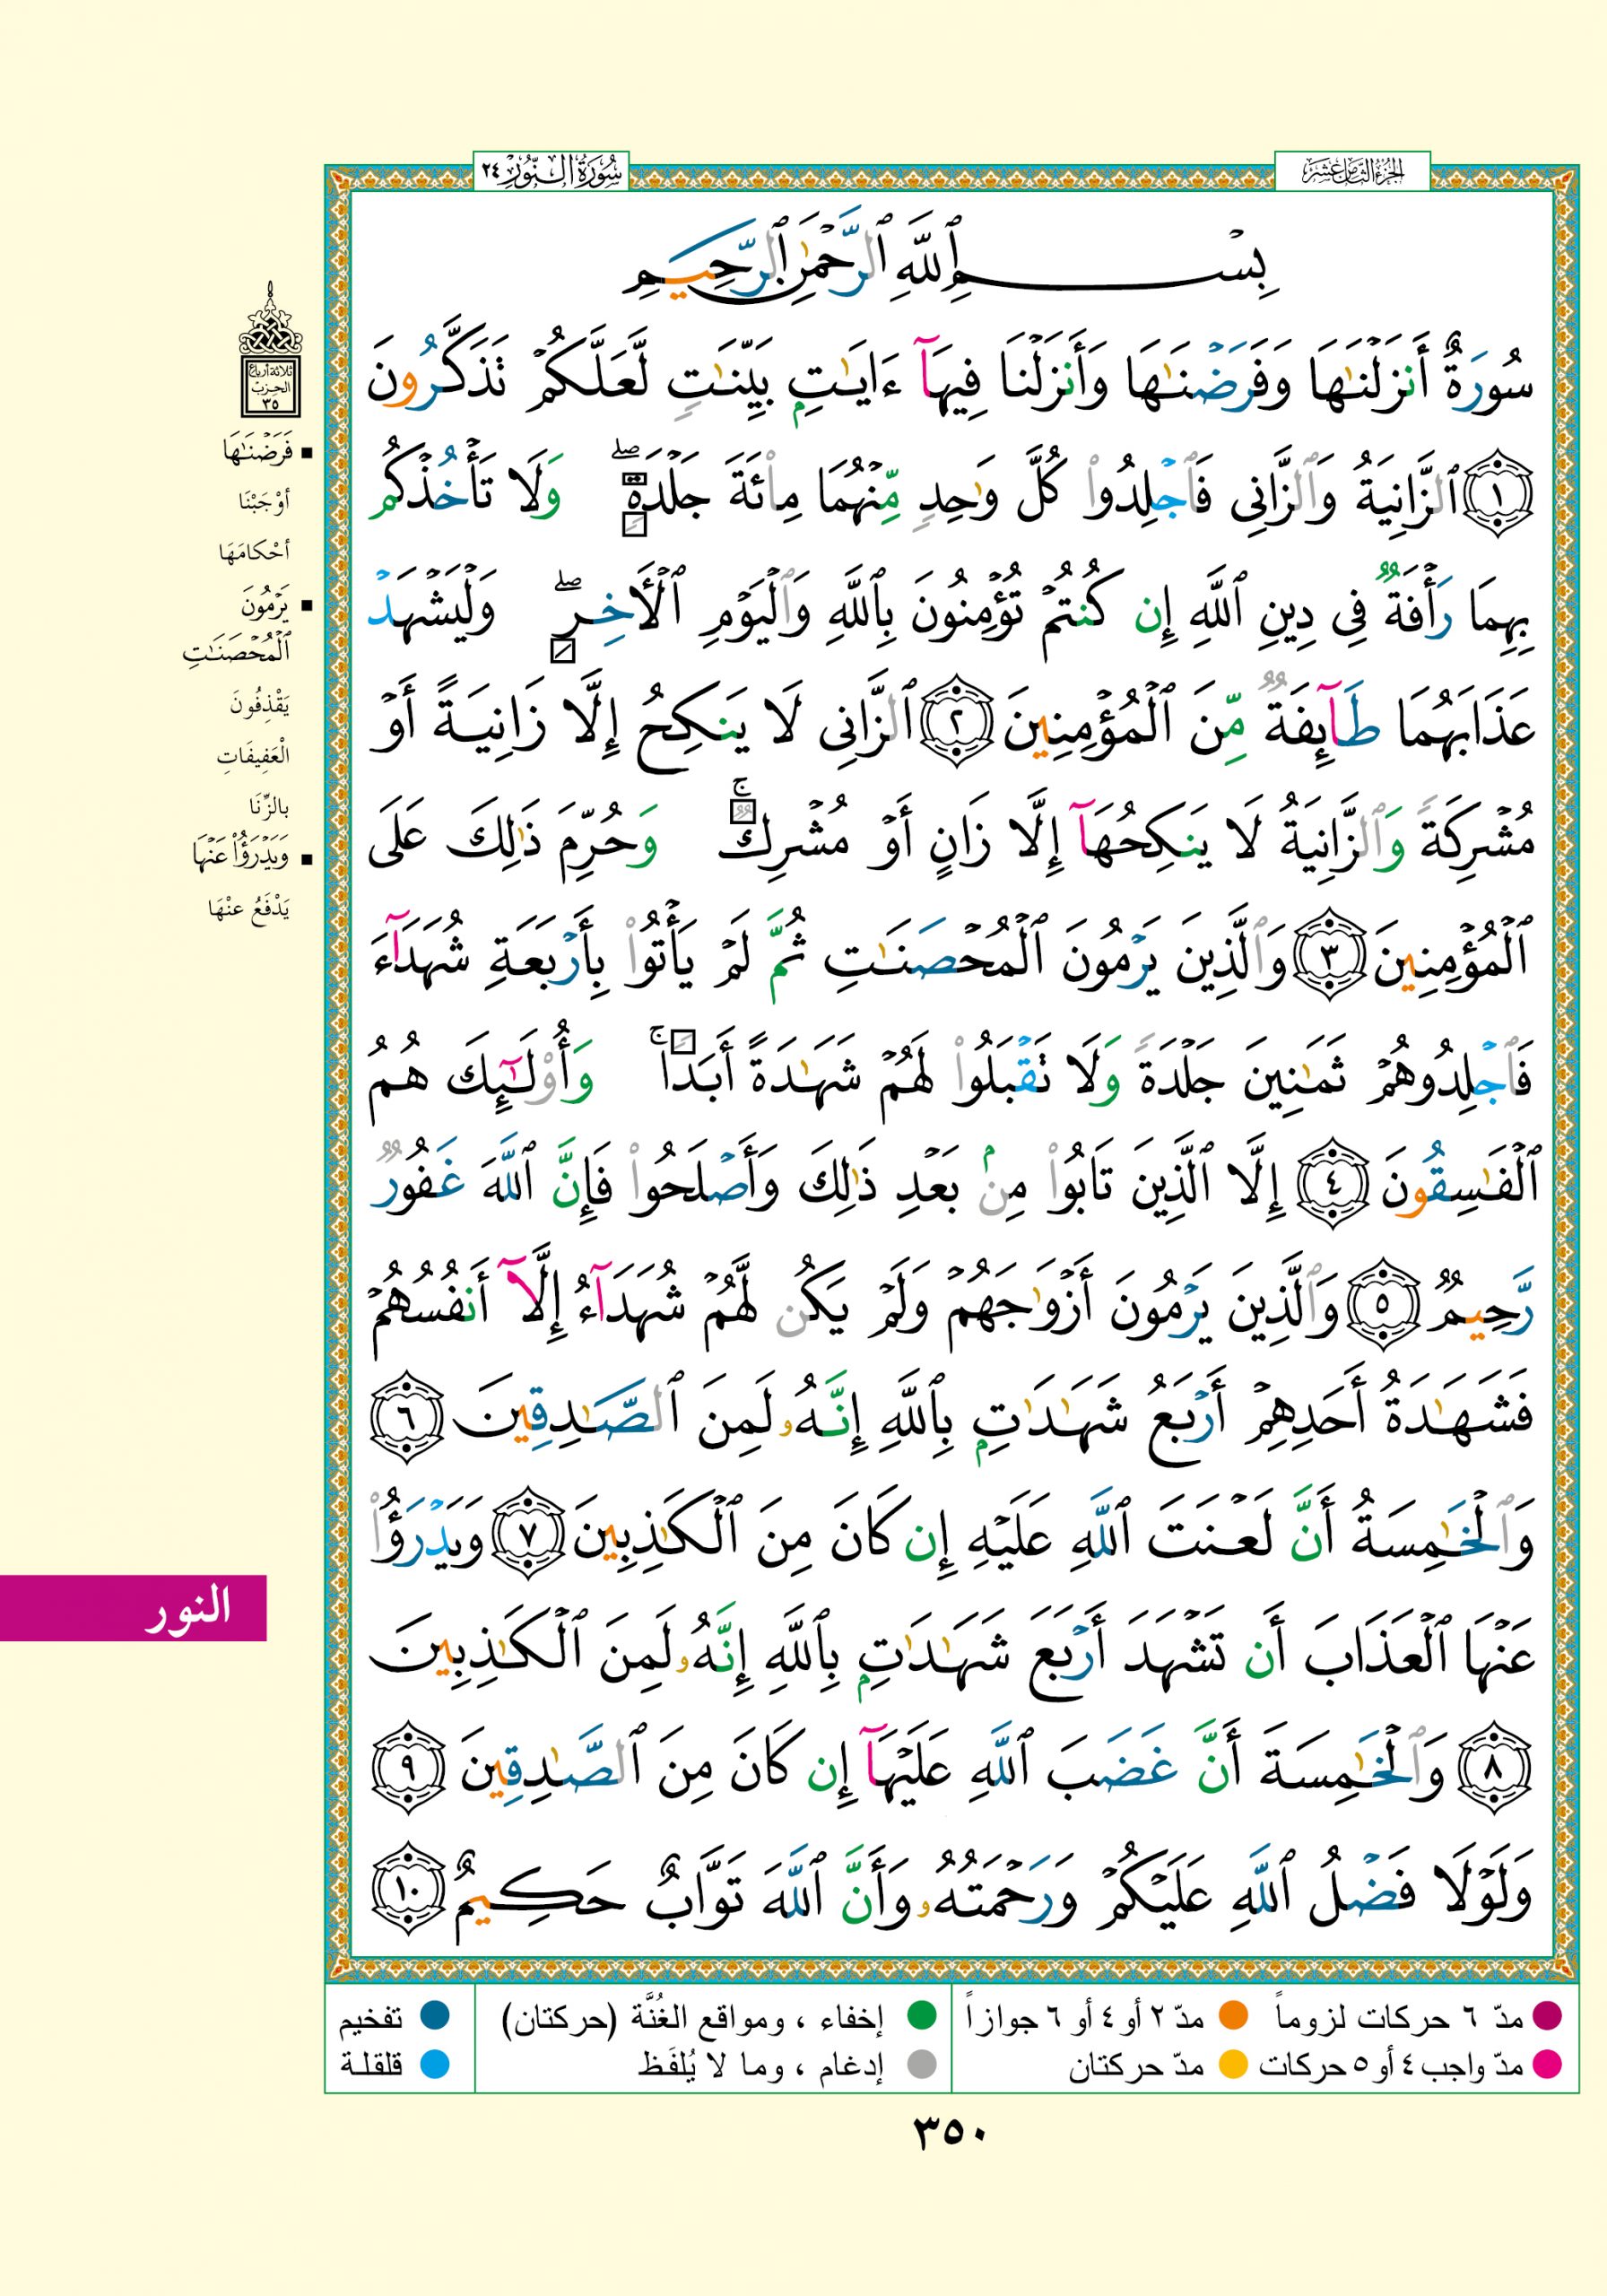 الجزء الثامن عشر
سورة النور ٢٤
بِسْمِ ٱللَّهِ ٱلرَّحْمَٰنِ ٱلرَّحِيمِ
سُورَةٌ أَنزَلْنَٰهَا وَفَرَضْنَٰهَا وَأَنزَلْنَا فِيهَآ ءَايَٰتٍۭ بَيِّنَٰتٍ لَّعَلَّكُمْ تَذَكَّرُونَ
١ ٱلزَّانِيَةُ وَٱلزَّانِى فَٱجْلِدُوا۟ كُلَّ وَٰحِدٍ مِّنْهُمَا مِا۟ئَةَ جَلْدَةٍ ۖ وَلَا تَأْخُذْكُم
بِهِمَا رَأْفَةٌ فِى دِينِ ٱللَّهِ إِن كُنتُمْ تُؤْمِنُونَ بِٱللَّهِ وَٱلْيَوْمِ ٱلْأَخِرِ ۖ وَلْيَشْهَدْ
عَذَابَهُمَا طَآئِفَةٌ مِّنَ ٱلْمُؤْمِنِينَ ٢ ٱلزَّانِى لَا يَنكِحُ إِلَّا زَانِيَةً أَوْ
مُشْرِكَةً وَٱلزَّانِيَةُ لَا يَنكِحُهَآ إِلَّا زَانٍ أَوْ مُشْرِكٌ ۚ وَحُرِّمَ ذَٰلِكَ عَلَى
ٱلْمُؤْمِنِينَ ٣ وَٱلَّذِينَ يَرْمُونَ ٱلْمُحْصَنَٰتِ ثُمَّ لَمْ يَأْتُوا۟ بِأَرْبَعَةِ شُهَدَآءَ
فَٱجْلِدُوهُمْ ثَمَٰنِينَ جَلْدَةً وَلَا تَقْبَلُوا۟ لَهُمْ شَهَٰدَةً أَبَدًا ۚ وَأُو۟لَٰٓئِكَ هُمُ
ٱلْفَٰسِقُونَ ٤ إِلَّا ٱلَّذِينَ تَابُوا۟ مِنۢ بَعْدِ ذَٰلِكَ وَأَصْلَحُوا۟ فَإِنَّ ٱللَّهَ غَفُورٌ
رَّحِيمٌ ٥ وَٱلَّذِينَ يَرْمُونَ أَزْوَٰجَهُمْ وَلَمْ يَكُن لَّهُمْ شُهَدَآءُ إِلَّآ أَنفُسُهُمْ
فَشَهَٰدَةُ أَحَدِهِمْ أَرْبَعُ شَهَٰدَٰتٍۭ بِٱللَّهِ إِنَّهُۥ لَمِنَ ٱلصَّٰدِقِينَ ٦
وَٱلْخَٰمِسَةُ أَنَّ لَعْنَتَ ٱللَّهِ عَلَيْهِ إِن كَانَ مِنَ ٱلْكَٰذِبِينَ ٧ وَيَدْرَؤُا۟
عَنْهَا ٱلْعَذَابَ أَن تَشْهَدَ أَرْبَعَ شَهَٰدَٰتٍۭ بِٱللَّهِ إِنَّهُۥ لَمِنَ ٱلْكَٰذِبِينَ
٨ وَٱلْخَٰمِسَةَ أَنَّ غَضَبَ ٱللَّهِ عَلَيْهَآ إِن كَانَ مِنَ ٱلصَّٰدِقِينَ ٩
وَلَوْلَا فَضْلُ ٱللَّهِ عَلَيْكُمْ وَرَحْمَتُهُۥ وَأَنَّ ٱللَّهَ تَوَّابٌ حَكِيمٌ ١٠
ثلاثة أرباع
الحزب
٣٥
فَرَضْنَٰهَا
أَوْجَبْنَا
أَحْكامَهَا
يَرْمُونَ
ٱلْمُحْصَنَٰتِ
يَقْذِفُونَ
الْعَفِيفَاتِ
بالزِّنَا
وَيَدْرَؤُا۟ عَنْهَا
يَدْفَعُ عنْهَا
النور
مدّ ٦ حركات لزوماً
مدّ ٢ أو ٤ أو ٦ جوازاً
إخفاء ، ومواقع الغُنَّة (حركتان)
تفخيم
مدّ واجب ٤ أو ٥ حركات
مدّ حركتان
إدغام ، وما لا يُلفَظ
قلقلة
٣٥٠